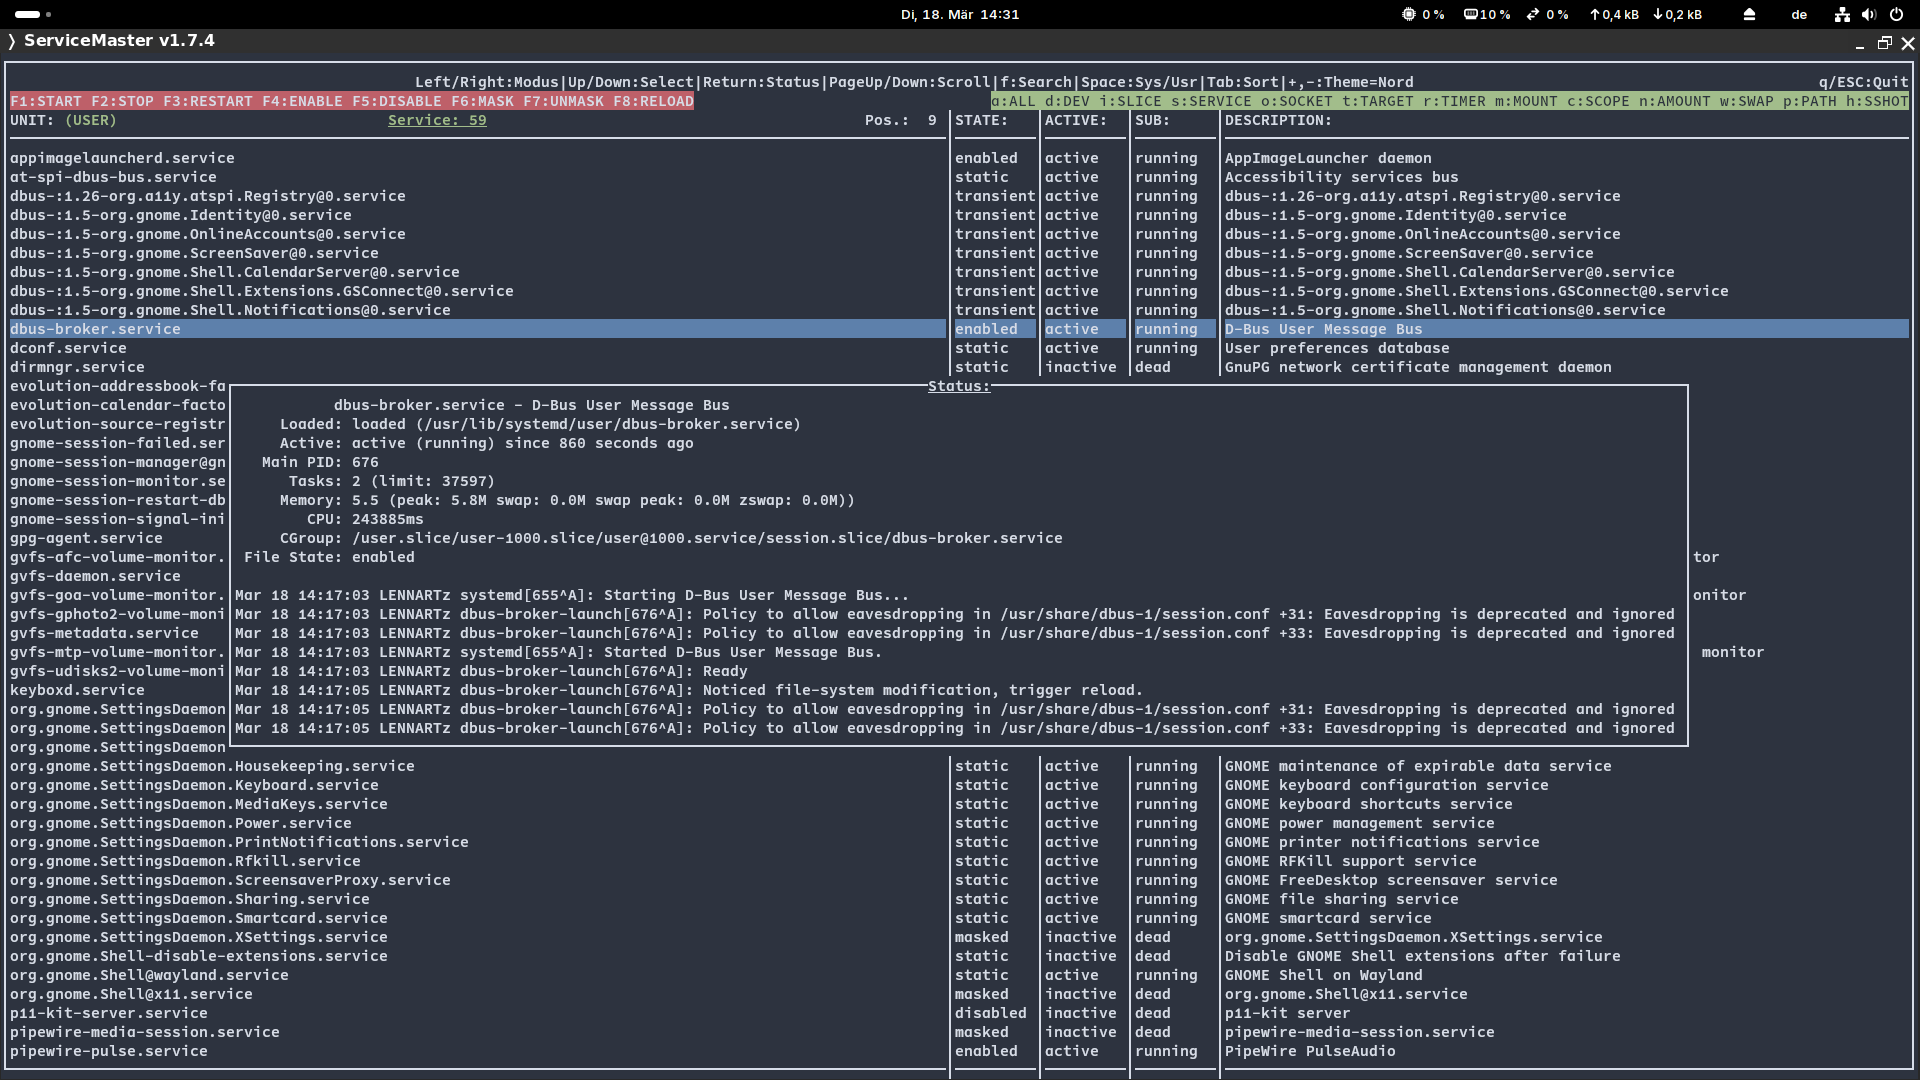 Di, 18. Mär 14:31 0 % 10 % 0 % 0,4 kB 0,2 kB de
❭ ServiceMaster v1.7.4
Left/Right:Modus|Up/Down:Select|Return:Status|PageUp/Down:Scroll|f:Search|Space:Sys/Usr|Tab:Sort|+,-:Theme=Nord q/ESC:Quit
F1:START F2:STOP F3:RESTART F4:ENABLE F5:DISABLE F6:MASK F7:UNMASK F8:RELOAD a:ALL d:DEV i:SLICE s:SERVICE o:SOCKET t:TARGET r:TIMER m:MOUNT c:SCOPE n:AMOUNT w:SWAP p:PATH h:SSHOT
UNIT: (USER) Service: 59 Pos.: 9 STATE: ACTIVE: SUB: DESCRIPTION:
appimagelauncherd.service enabled active running AppImageLauncher daemon
at-spi-dbus-bus.service static active running Accessibility services bus
dbus-:1.26-org.a11y.atspi.Registry@0.service transient active running dbus-:1.26-org.a11y.atspi.Registry@0.service
dbus-:1.5-org.gnome.Identity@0.service transient active running dbus-:1.5-org.gnome.Identity@0.service
dbus-:1.5-org.gnome.OnlineAccounts@0.service transient active running dbus-:1.5-org.gnome.OnlineAccounts@0.service
dbus-:1.5-org.gnome.ScreenSaver@0.service transient active running dbus-:1.5-org.gnome.ScreenSaver@0.service
dbus-:1.5-org.gnome.Shell.CalendarServer@0.service transient active running dbus-:1.5-org.gnome.Shell.CalendarServer@0.service
dbus-:1.5-org.gnome.Shell.Extensions.GSConnect@0.service transient active running dbus-:1.5-org.gnome.Shell.Extensions.GSConnect@0.service
dbus-:1.5-org.gnome.Shell.Notifications@0.service transient active running dbus-:1.5-org.gnome.Shell.Notifications@0.service
dbus-broker.service enabled active running D-Bus User Message Bus
dconf.service static active running User preferences database
dirmngr.service static inactive dead GnuPG network certificate management daemon
evolution-addressbook-fa Status:
evolution-calendar-facto dbus-broker.service - D-Bus User Message Bus
evolution-source-registr Loaded: loaded (/usr/lib/systemd/user/dbus-broker.service)
gnome-session-failed.ser Active: active (running) since 860 seconds ago
gnome-session-manager@gn Main PID: 676
gnome-session-monitor.se Tasks: 2 (limit: 37597)
gnome-session-restart-db Memory: 5.5 (peak: 5.8M swap: 0.0M swap peak: 0.0M zswap: 0.0M))
gnome-session-signal-ini CPU: 243885ms
gpg-agent.service CGroup: /user.slice/user-1000.slice/user@1000.service/session.slice/dbus-broker.service
gvfs-afc-volume-monitor. File State: enabled tor
gvfs-daemon.service
gvfs-goa-volume-monitor. Mar 18 14:17:03 LENNARTz systemd[655^A]: Starting D-Bus User Message Bus... onitor
gvfs-gphoto2-volume-moni Mar 18 14:17:03 LENNARTz dbus-broker-launch[676^A]: Policy to allow eavesdropping in /usr/share/dbus-1/session.conf +31: Eavesdropping is deprecated and ignored
gvfs-metadata.service Mar 18 14:17:03 LENNARTz dbus-broker-launch[676^A]: Policy to allow eavesdropping in /usr/share/dbus-1/session.conf +33: Eavesdropping is deprecated and ignored
gvfs-mtp-volume-monitor. Mar 18 14:17:03 LENNARTz systemd[655^A]: Started D-Bus User Message Bus. monitor
gvfs-udisks2-volume-moni Mar 18 14:17:03 LENNARTz dbus-broker-launch[676^A]: Ready
keyboxd.service Mar 18 14:17:05 LENNARTz dbus-broker-launch[676^A]: Noticed file-system modification, trigger reload.
org.gnome.SettingsDaemon Mar 18 14:17:05 LENNARTz dbus-broker-launch[676^A]: Policy to allow eavesdropping in /usr/share/dbus-1/session.conf +31: Eavesdropping is deprecated and ignored
org.gnome.SettingsDaemon Mar 18 14:17:05 LENNARTz dbus-broker-launch[676^A]: Policy to allow eavesdropping in /usr/share/dbus-1/session.conf +33: Eavesdropping is deprecated and ignored
org.gnome.SettingsDaemon
org.gnome.SettingsDaemon.Housekeeping.service static active running GNOME maintenance of expirable data service
org.gnome.SettingsDaemon.Keyboard.service static active running GNOME keyboard configuration service
org.gnome.SettingsDaemon.MediaKeys.service static active running GNOME keyboard shortcuts service
org.gnome.SettingsDaemon.Power.service static active running GNOME power management service
org.gnome.SettingsDaemon.PrintNotifications.service static active running GNOME printer notifications service
org.gnome.SettingsDaemon.Rfkill.service static active running GNOME RFKill support service
org.gnome.SettingsDaemon.ScreensaverProxy.service static active running GNOME FreeDesktop screensaver service
org.gnome.SettingsDaemon.Sharing.service static active running GNOME file sharing service
org.gnome.SettingsDaemon.Smartcard.service static active running GNOME smartcard service
org.gnome.SettingsDaemon.XSettings.service masked inactive dead org.gnome.SettingsDaemon.XSettings.service
org.gnome.Shell-disable-extensions.service static inactive dead Disable GNOME Shell extensions after failure
org.gnome.Shell@wayland.service static active running GNOME Shell on Wayland
org.gnome.Shell@x11.service masked inactive dead org.gnome.Shell@x11.service
p11-kit-server.service disabled inactive dead p11-kit server
pipewire-media-session.service masked inactive dead pipewire-media-session.service
pipewire-pulse.service enabled active running PipeWire PulseAudio